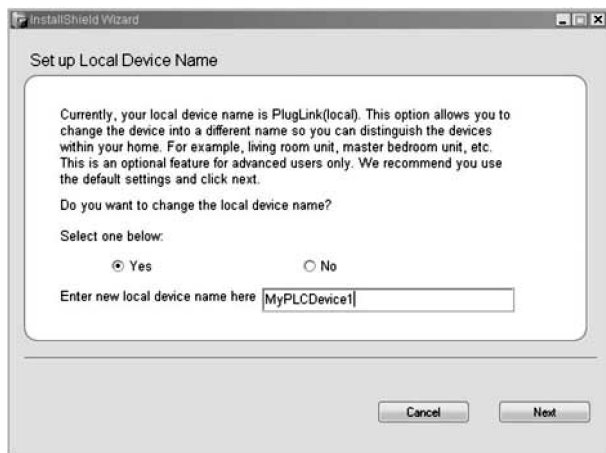 InstallShield Wizard
Set up Local Device Name
Currently, your local device name is PlugLink(local). This option allows you to
change the device into a different name so you can distinguish the devices
within your home. For example, living room unit, master bedroom unit, etc.
This is an optional feature for advanced users only. We recommend you use
the default settings and click next.
Do you want to change the local device name?
Select one below:
Yes No
Enter new local device name here MyPLCDevice1
Cancel Next